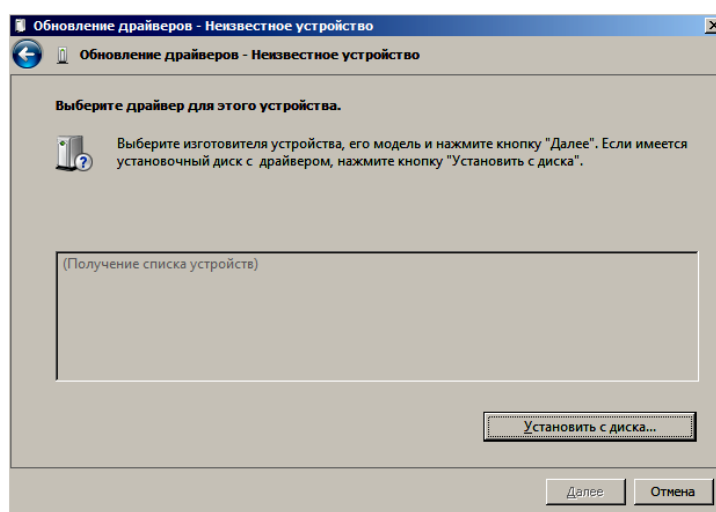 Обновление драйверов - Неизвестное устройство
Обновление драйверов - Неизвестное устройство
Выберите драйвер для этого устройства.
Выберите изготовителя устройства, его модель и нажмите кнопку "Далее". Если имеется
установочный диск с драйвером, нажмите кнопку "Установить с диска".
(Получение списка устройств)
Установить с диска...
Далее Отмена